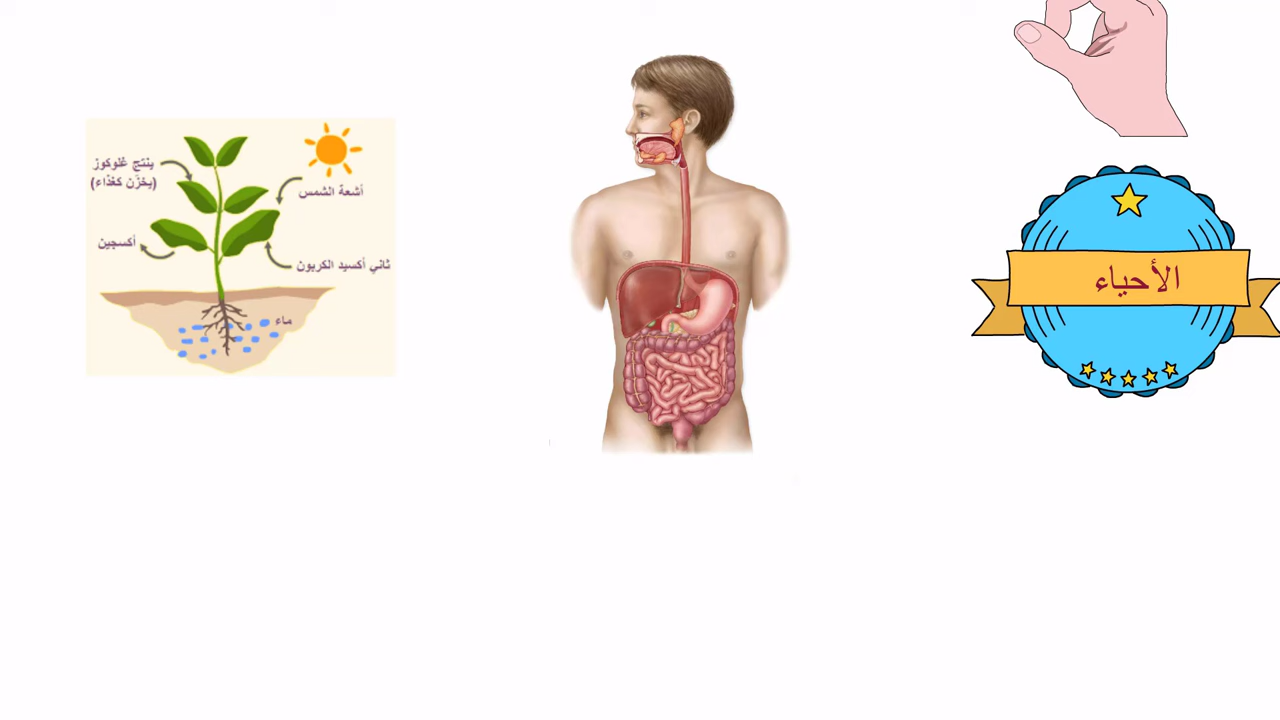 الأحياء
أشعة الشمس
ينتج غلوكوز
(يخزن كغذاء)
أكسجين
ثاني أكسيد الكربون
ماء